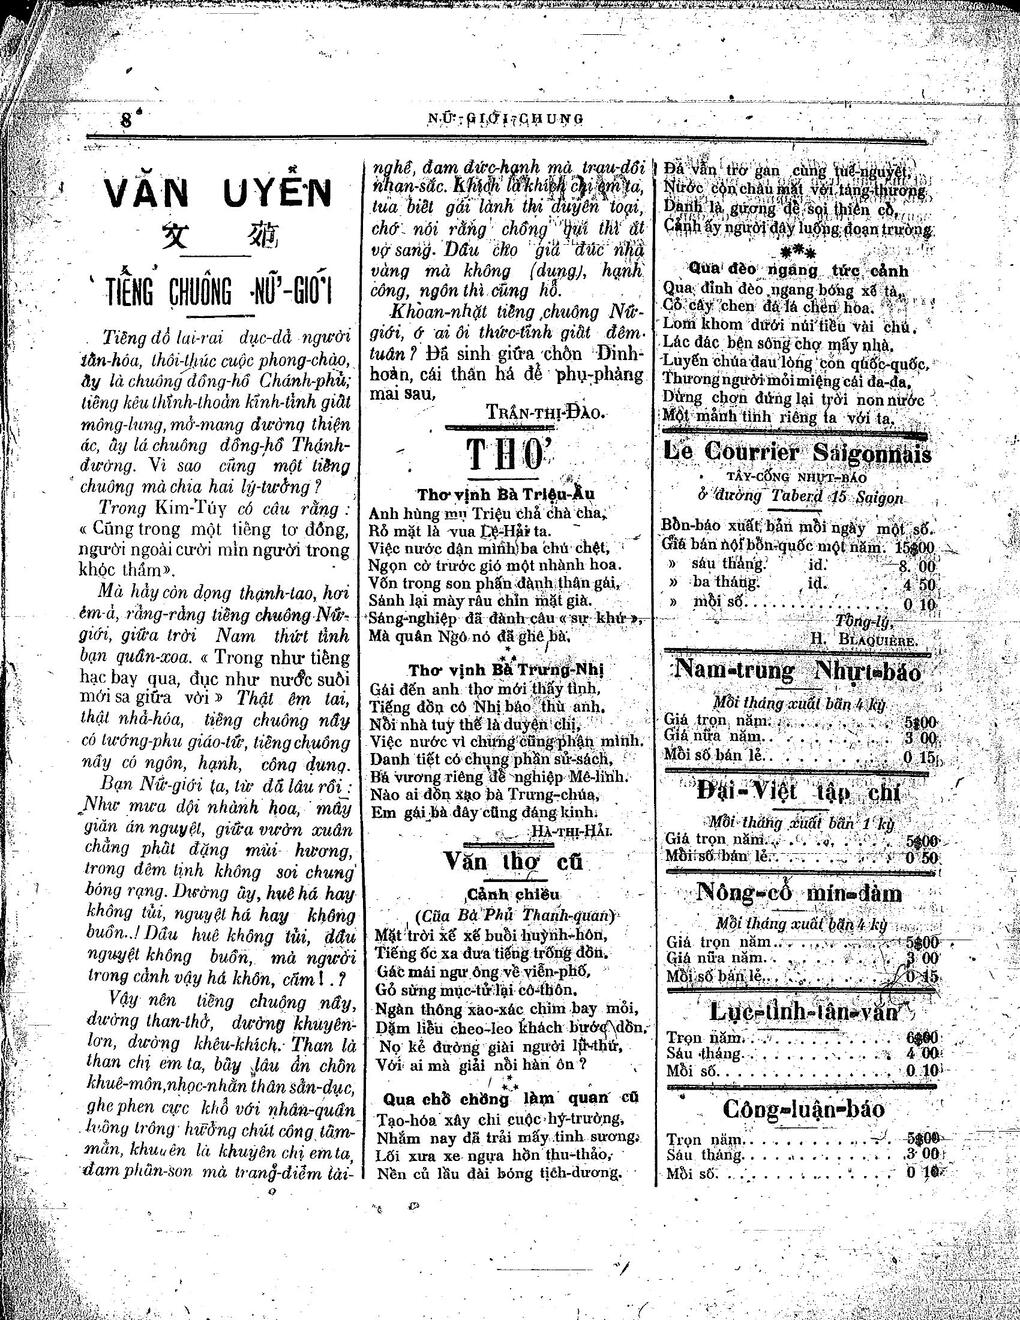 8
NỮ-GIỚI-CHUNG
VĂN UYỂN
文 苑
TIẾNG CHUÔNG NỮ-GIỚI
Tiếng đổ lai-rai dục-dả người
tấn-hóa, thôi-thúc cuộc phong-chào,
ấy là chuông đồng-hồ Chánh-phủ;
tiếng kêu thỉnh-thoản kỉnh-tỉnh giất
mông-lung, mở-mang đường thiện
ác, ấy là chuông đồng-hồ Thánh-
đường. Vì sao cũng một tiếng
chuông mà chia hai lý-tưởng?
Trong Kim-Túy có câu rằng:
« Cũng trong một tiếng tơ đồng,
người ngoài cười mỉn người trong
khóc thầm».
Mà hãy còn dọng thạnh-tao, hơi
êm-á, rằng-rằng tiếng chuông Nữ-
giới, giữa trời Nam thứt tỉnh
bạn quần-xoa. « Trong như tiếng
hạc bay qua, đục như nước suối
mới sa giữa vời» Thật êm tai,
thật nhả-hóa, tiếng chuông nầy
có tướng-phu giáo-tử, tiếng chuông
nầy có ngôn, hạnh, công dung.
Bạn Nữ-giới ta, từ đã lâu rồi:
Như mưa dội nhành hoa, mây
giăn án nguyệt, giữa vườn xuân
chẳng phất đặng mùi hương,
trong đêm tịnh không soi chung
bóng rạng. Dường ấy, huê há hay
không tủi, nguyệt há hay không
buồn..! Dầu huê không tủi, dầu
nguyệt không buồn, mà người
trong cảnh vậy há khôn, cảm!.?
Vậy nên tiếng chuông nầy,
dường than-thở, dường khuyên-
lơn, dường khêu-khích. Than là
than chị em ta, bấy lâu ẩn chốn
khuê-môn, nhọc-nhằn thân sản-dục,
ghe phen cực khổ với nhân-quần
luống trông hưởng chút công tầm-
mẳn, khuyên là khuyên chị em ta,
đam phấn-son mà trang-điểm tài-
nghề, đam đức-hạnh mà trau-dồi
nhan-sắc. Khích là khích chị em ta,
tua biết gái lành thì duyên toại,
chớ nói rằng chồng quí thì ắt
vợ sang. Dầu cho giá đúc nhà
vàng mà không (dung), hạnh
công, ngôn thì cũng hổ.
Khoan-nhặt tiếng chuông Nữ-
giới, ớ ai ôi thức-tỉnh giất đêm-
tuân? Đã sinh giữa chốn Đinh-
hoàn, cái thân há để phụ-phàng
mai sau,
TRẦN-THỊ-ĐÀO.
THƠ
Thơ vịnh Bà Triệu-Ẩu
Anh hùng mụ Triệu chả chà cha,
Rỏ mặt là vua Lệ-Hải ta.
Việc nước dận mình ba chú chệt,
Ngọn cờ trước gió một nhành hoa.
Vốn trong son phấn đành thân gái,
Sánh lại mày râu chỉn mặt già.
Sáng-nghiệp đã đành câu « sự khứ »,
Mà quân Ngô nó đã ghê bà.
Thơ vịnh Bà Trưng-Nhị
Gái đến anh thơ mới thấy tình,
Tiếng đồn có Nhị báo thù anh.
Nổi nhà tuy thế là duyên chị,
Việc nước vì chưng cũng phận mình.
Danh tiết có chung phần sử-sách,
Bá vương riêng để nghiệp Mê-linh.
Nào ai dồn xao bà Trưng-chúa,
Em gái bà đây cũng đáng kinh.
HÀ-THỊ-HẢI.
Văn thơ cũ
Cảnh chiều
(Của Bà Phủ Thanh-quan)
Mặt trời xế xế buổi huỳnh-hôn,
Tiếng ốc xa đưa tiếng trống dồn.
Gác mái ngư ông về viễn-phố,
Gỏ sừng mục-tử lại cô-thôn.
Ngàn thông xao-xác chim bay mỏi,
Dặm liễu cheo-leo khách bước dồn.
Nọ kẻ đường giài người lữ-thứ,
Với ai mà giải nỗi hàn ôn?
Qua chổ chồng làm quan cũ
Tạo-hóa xây chi cuộc hý-trường,
Nhắm nay đã trải mấy tinh sương.
Lối xưa xe ngựa hồn thu-thảo,
Nền củ lầu đài bóng tịch-dương.
Đá vẫn trơ gan cùng tuế-nguyệt,
Nước còn châu mặt với tang-thương
Danh là gương để soi thiên cổ,
Cảnh ấy người đây luống đoạn trường
Qua đèo ngang tức cảnh
Qua đỉnh đèo ngang bóng xế tà,
Cỏ cây chen đá lá chen hoa.
Lom khom dưới núi tiều vài chú,
Lác đác bên sông chợ mấy nhà.
Luyến chúa đau lòng con quốc-quốc,
Thương người mỏi miệng cái đa-đa.
Dừng chơn đứng lại trời non nước
Một mảnh tình riêng ta với ta.
Le Courrier Saigonnais
TÂY-CỐNG NHỰT-BÁO
ở đường Taberd 15 Saigon
Bổn-báo xuất bản mỗi ngày một số.
Giá bán nội bổn-quốc một năm. 15$00
» sáu tháng. id. 8. 00
» ba tháng. id. 4 50
» mỗi số.............. 0 10
Tổng-lý,
H. BLAQUIÈRE.
Nam-trung Nhựt-báo
Mỗi tháng xuất bản 4 kỳ
Giá trọn năm............ 5$00
Gia nữa năm............ 3 00
Mỗi số bán lẻ............ 0 15
Đại-Việt tập chí
Mỗi tháng xuất bản 1 kỳ
Giá trọn năm............ 5$00
Mỗi số bán lẻ............ 0 50
Nông-cổ mín-đàm
Mỗi tháng xuất bản 4 kỳ
Giá trọn năm............ 5$00
Giá nữa năm............ 3 00
Mỗi số bán lẻ............ 0 15
Lục-tỉnh-tân-văn
Trọn năm............ 6$00
Sáu tháng............ 4 00
Mỗi số............ 0 10
Công-luận-báo
Trọn năm............ 5$00
Sáu tháng............ 3 00
Mỗi số............ 0 10